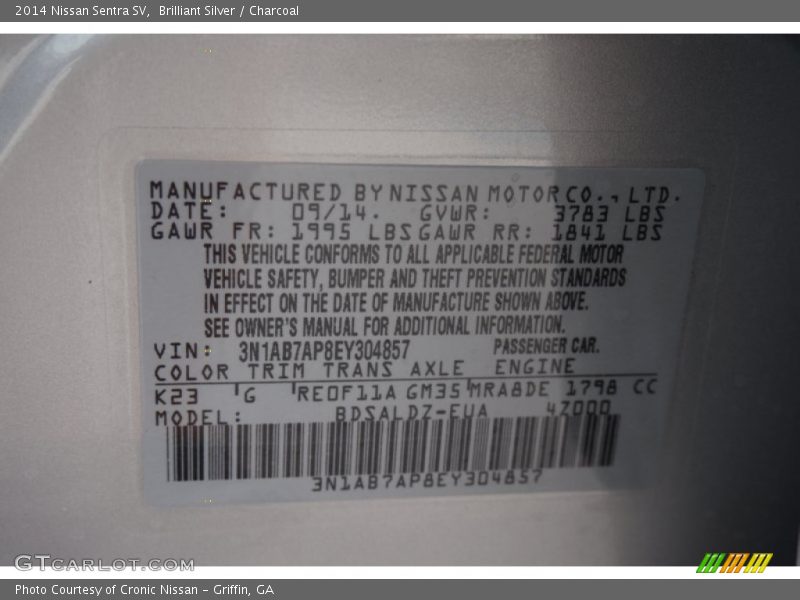 2014 Nissan Sentra SV, Brilliant Silver / Charcoal
MANUFACTURED BY NISSAN MOTOR CO., LTD.
DATE: 09/14. GVWR: 3783 LBS
GAWR FR: 1995 LBS GAWR RR: 1841 LBS
THIS VEHICLE CONFORMS TO ALL APPLICABLE FEDERAL MOTOR
VEHICLE SAFETY, BUMPER AND THEFT PREVENTION STANDARDS
IN EFFECT ON THE DATE OF MANUFACTURE SHOWN ABOVE.
SEE OWNER'S MANUAL FOR ADDITIONAL INFORMATION.
VIN: 3N1AB7AP8EY304857 PASSENGER CAR.
COLOR TRIM TRANS AXLE ENGINE
K23 G RE0F11A GM35 MRA8DE 1798 CC
MODEL: BDSALDZ-EUA 4Z000
3N1AB7AP8EY304857
GTCARLOT.COM
Photo Courtesy of Cronic Nissan - Griffin, GA